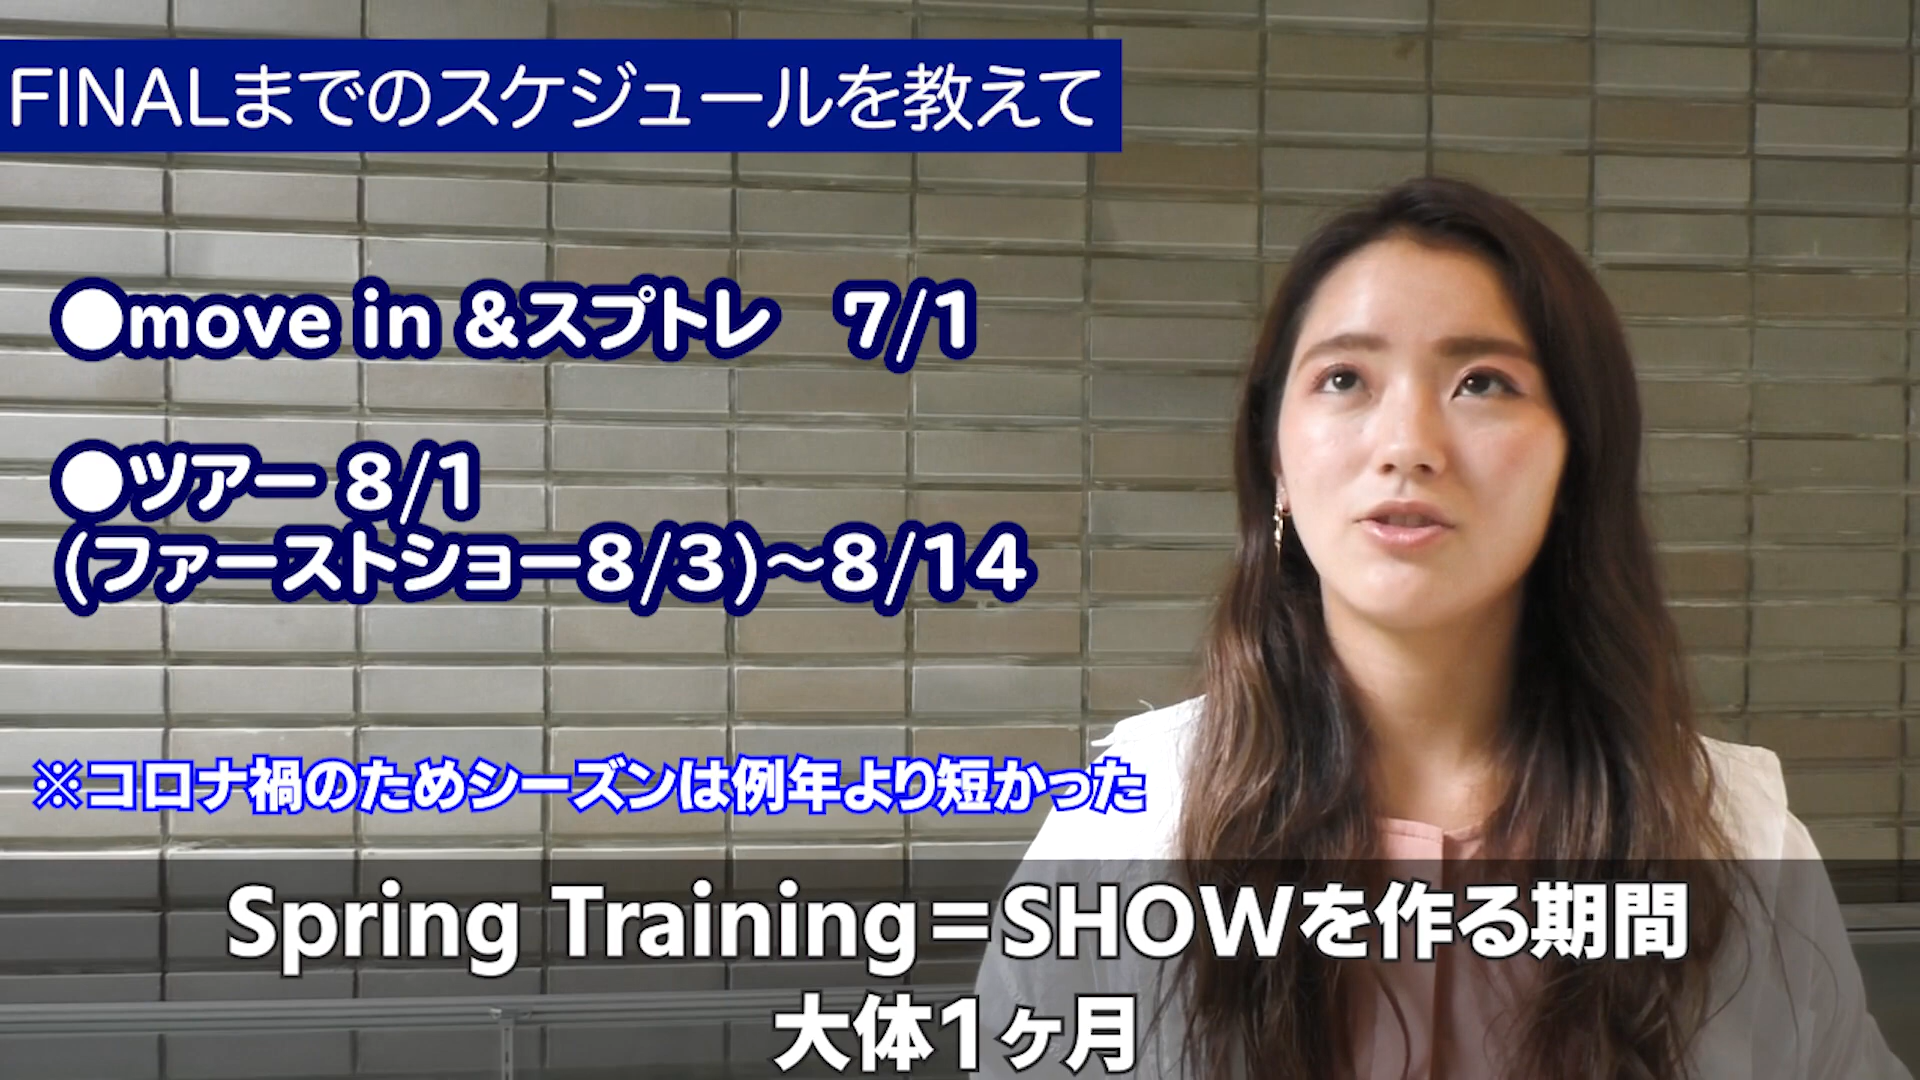 FINALまでのスケジュールを教えて
●move in &スプトレ 7/1
●ツアー 8/1
(ファーストショー8/3)~8/14
※コロナ禍のためシーズンは例年より短かった
Spring Training=SHOWを作る期間
大体1ヶ月